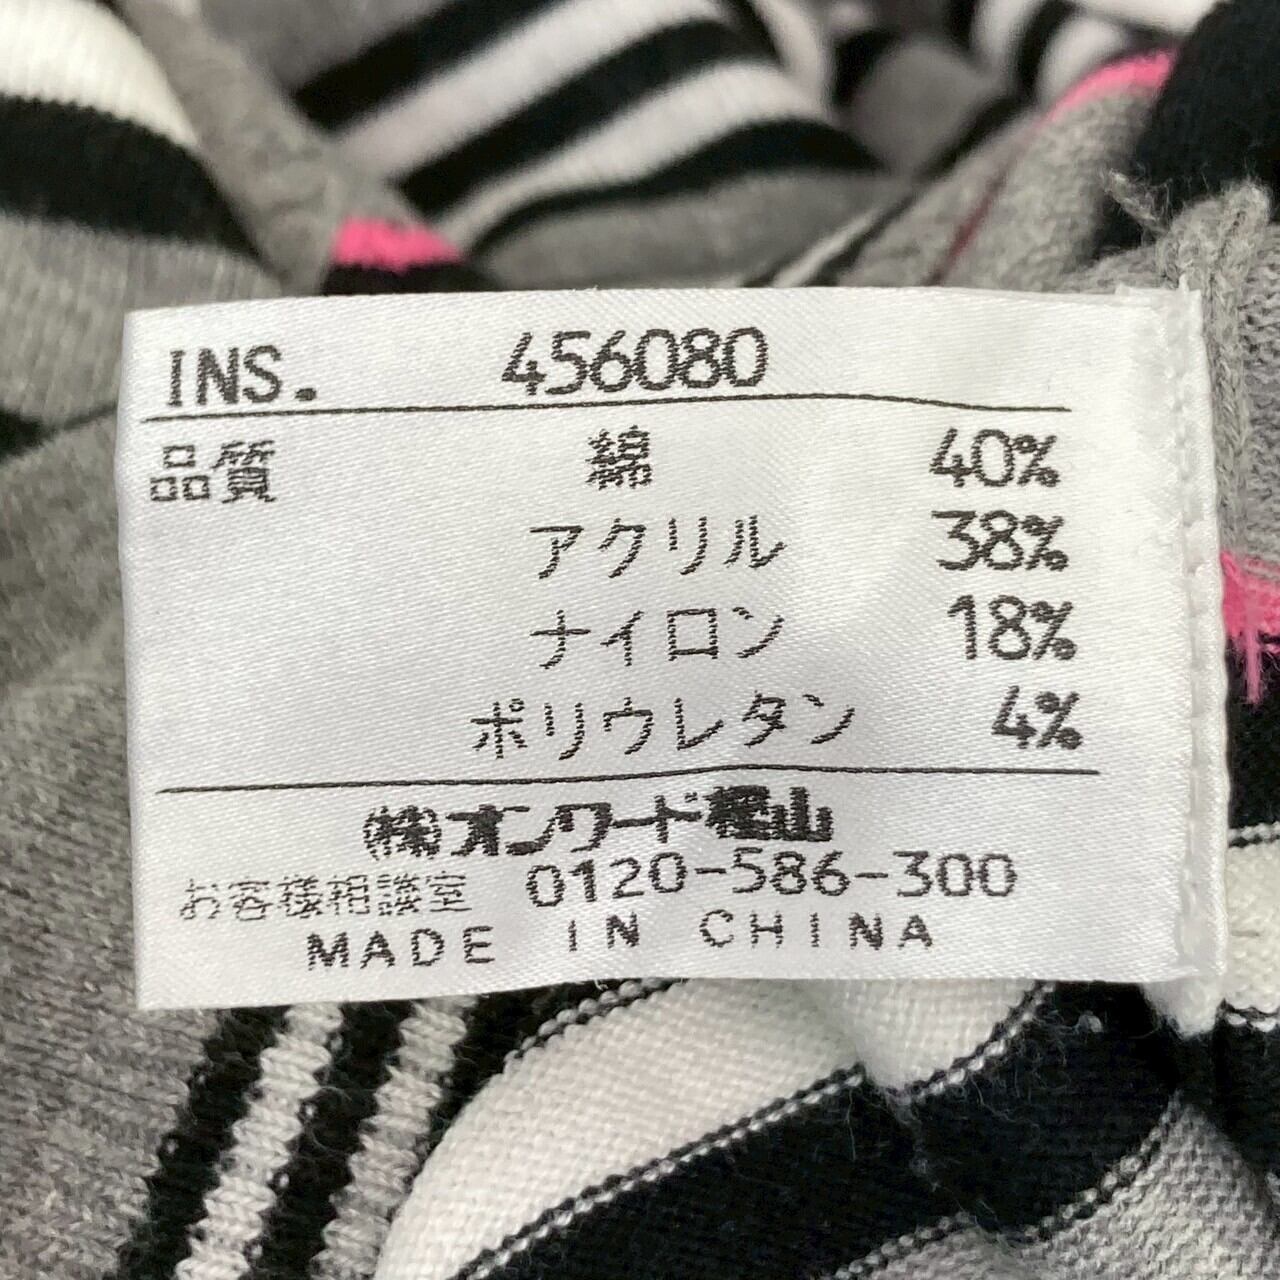 INS. 456080
品質 綿 40%
アクリル 38%
ナイロン 18%
ポリウレタン 4%
(株)オンワード樫山
お客様相談室 0120-586-300
MADE IN CHINA